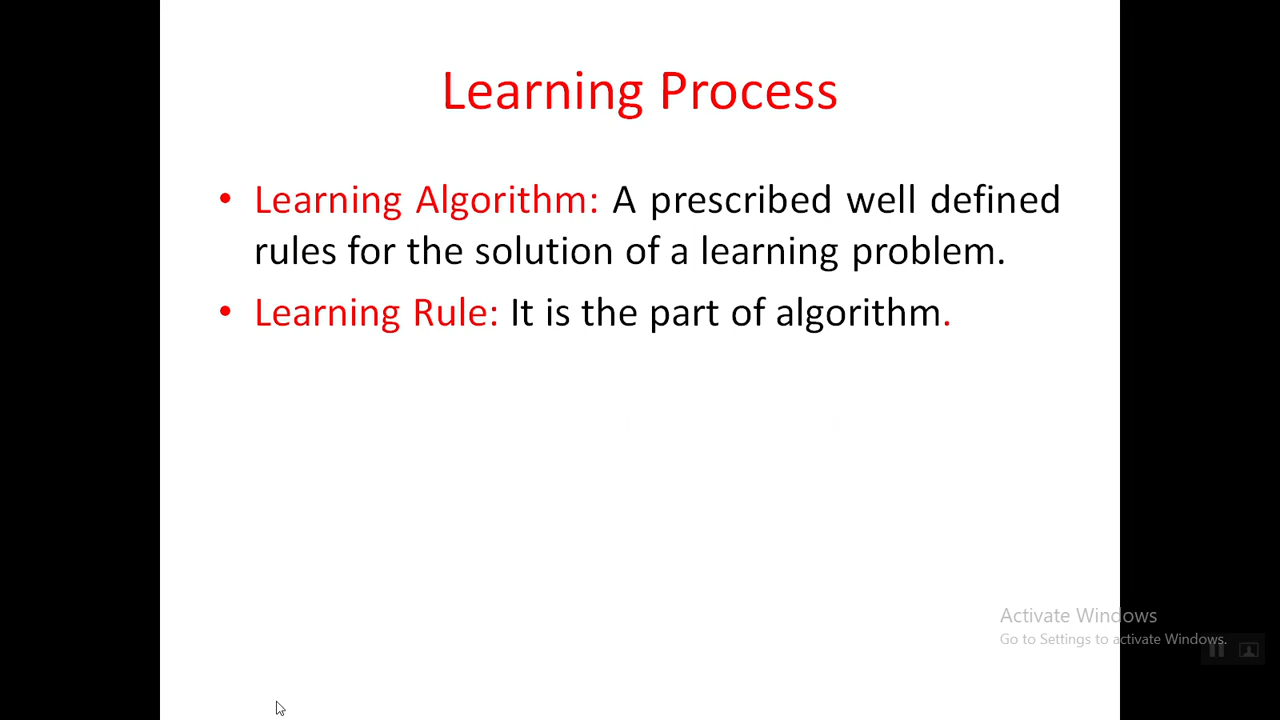 Learning Process
• Learning Algorithm: A prescribed well defined
rules for the solution of a learning problem.
• Learning Rule: It is the part of algorithm.
Activate Windows
Go to Settings to activate Windows.